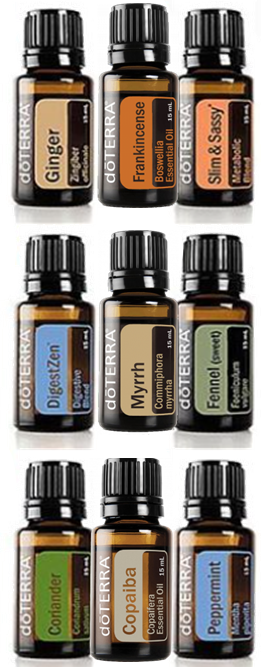 dōTERRA®
Ginger
Zingiber
officinale
15 mL
dōTERRA®
Frankincense
Boswellia
Essential Oil
15 mL
dōTERRA®
Slim & Sassy®
Metabolic
Blend
15 mL
dōTERRA®
DigestZen™
Digestive
Blend
15 mL
dōTERRA®
Myrrh
Commiphora
myrrha
15 mL
dōTERRA®
Fennel (sweet)
Foeniculum
vulgare
15 mL
dōTERRA®
Coriander
Coriandrum
sativum
15 mL
dōTERRA®
Copaiba
Copaifera
Essential Oil
15 mL
dōTERRA®
Peppermint
Mentha
piperita
15 mL